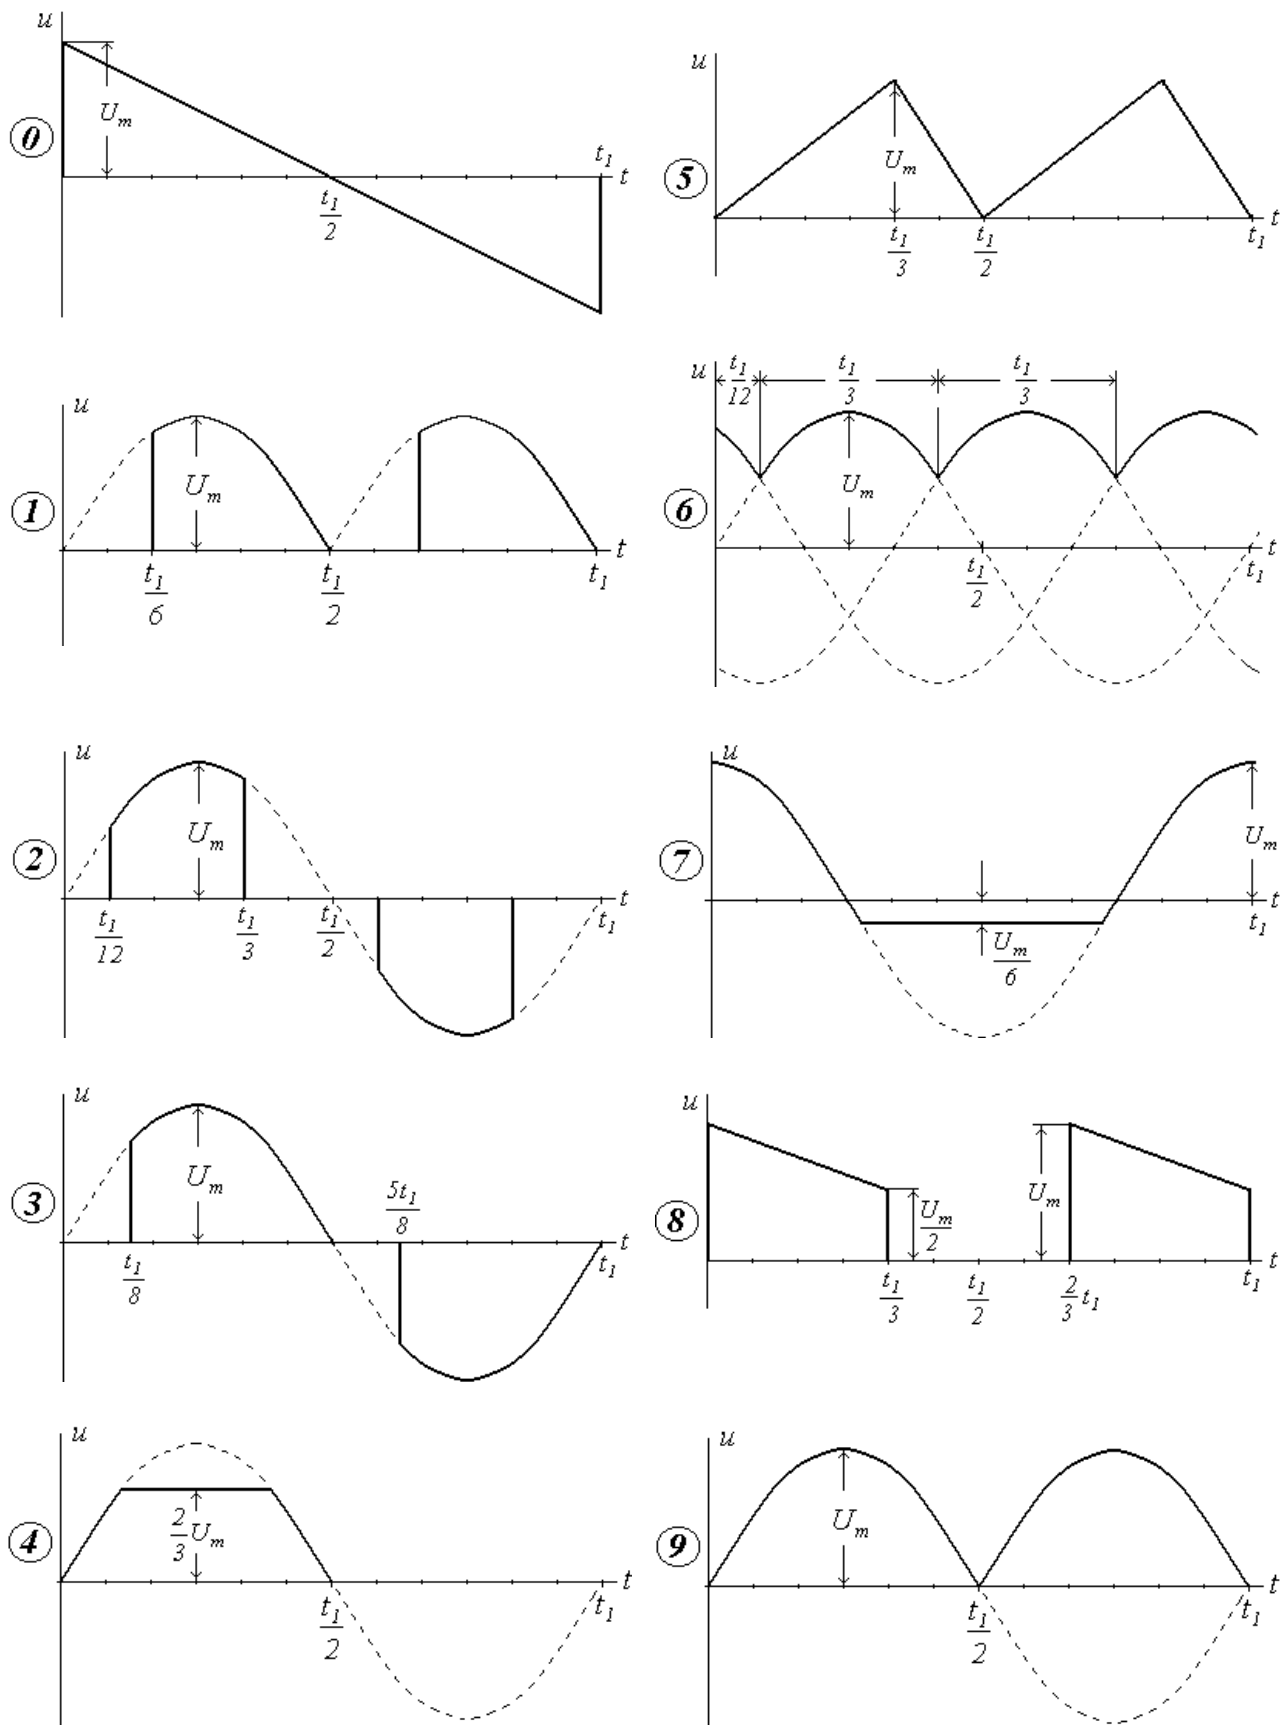 0
u
U_m
t_1/2
t_1
t
5
u
U_m
t_1/3
t_1/2
t_1
t
1
u
U_m
t_1/6
t_1/2
t_1
t
6
u
t_1/12
t_1/3
t_1/3
U_m
t_1/2
t_1
t
2
u
U_m
t_1/12
t_1/3
t_1/2
t_1
t
7
u
U_m
U_m/6
t_1
t
3
u
U_m
t_1/8
5t_1/8
t_1
t
8
u
U_m/2
U_m
t_1/3
t_1/2
2/3 t_1
t_1
t
4
u
2/3 U_m
t_1/2
t_1
t
9
u
U_m
t_1/2
t_1
t